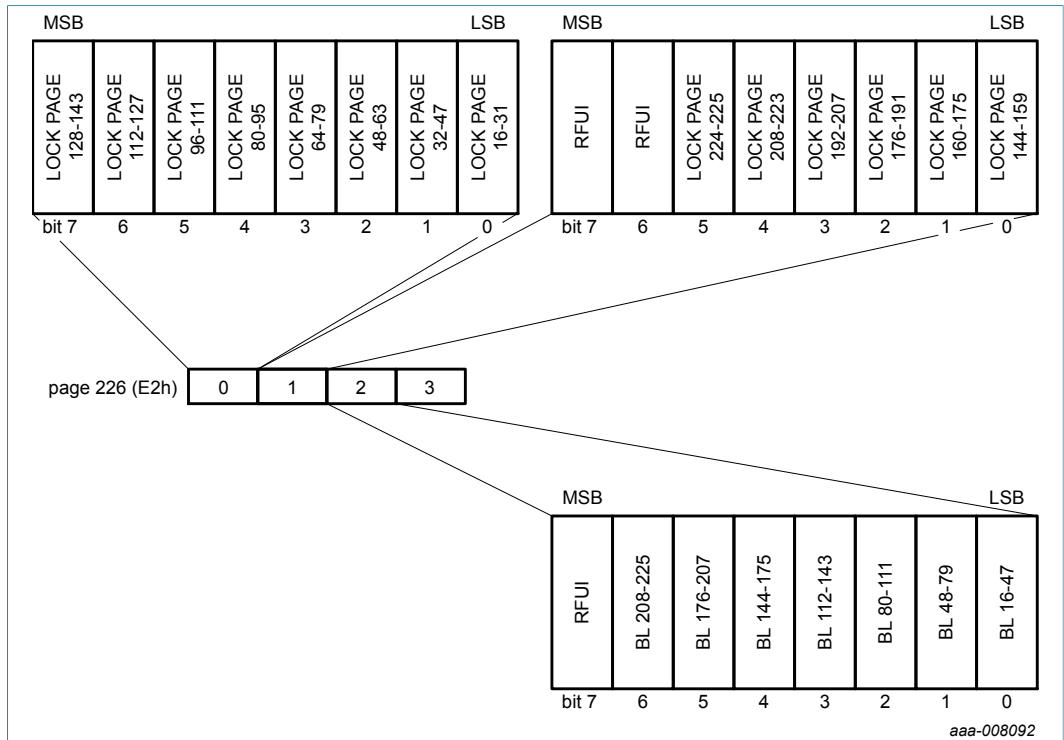 MSB
LSB
LOCK PAGE
128-143
LOCK PAGE
112-127
LOCK PAGE
96-111
LOCK PAGE
80-95
LOCK PAGE
64-79
LOCK PAGE
48-63
LOCK PAGE
32-47
LOCK PAGE
16-31
bit 7 6 5 4 3 2 1 0
MSB
LSB
RFUI
RFUI
LOCK PAGE
224-225
LOCK PAGE
208-223
LOCK PAGE
192-207
LOCK PAGE
176-191
LOCK PAGE
160-175
LOCK PAGE
144-159
bit 7 6 5 4 3 2 1 0
page 226 (E2h) 0 1 2 3
MSB
LSB
RFUI
BL 208-225
BL 176-207
BL 144-175
BL 112-143
BL 80-111
BL 48-79
BL 16-47
bit 7 6 5 4 3 2 1 0
aaa-008092